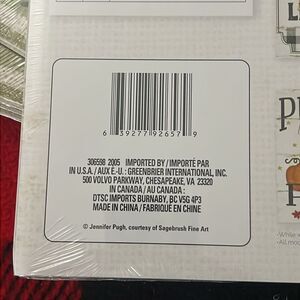 6 39277 92657 9
306598 2005 IMPORTED BY / IMPORTÉ PAR
IN U.S.A. / AUX É.-U. : GREENBRIER INTERNATIONAL, INC.
500 VOLVO PARKWAY, CHESAPEAKE, VA 23320
IN CANADA / AU CANADA :
DTSC IMPORTS BURNABY, BC V5G 4P3
MADE IN CHINA / FABRIQUÉ EN CHINE
© Jennifer Pugh, courtesy of Sagebrush Fine Art